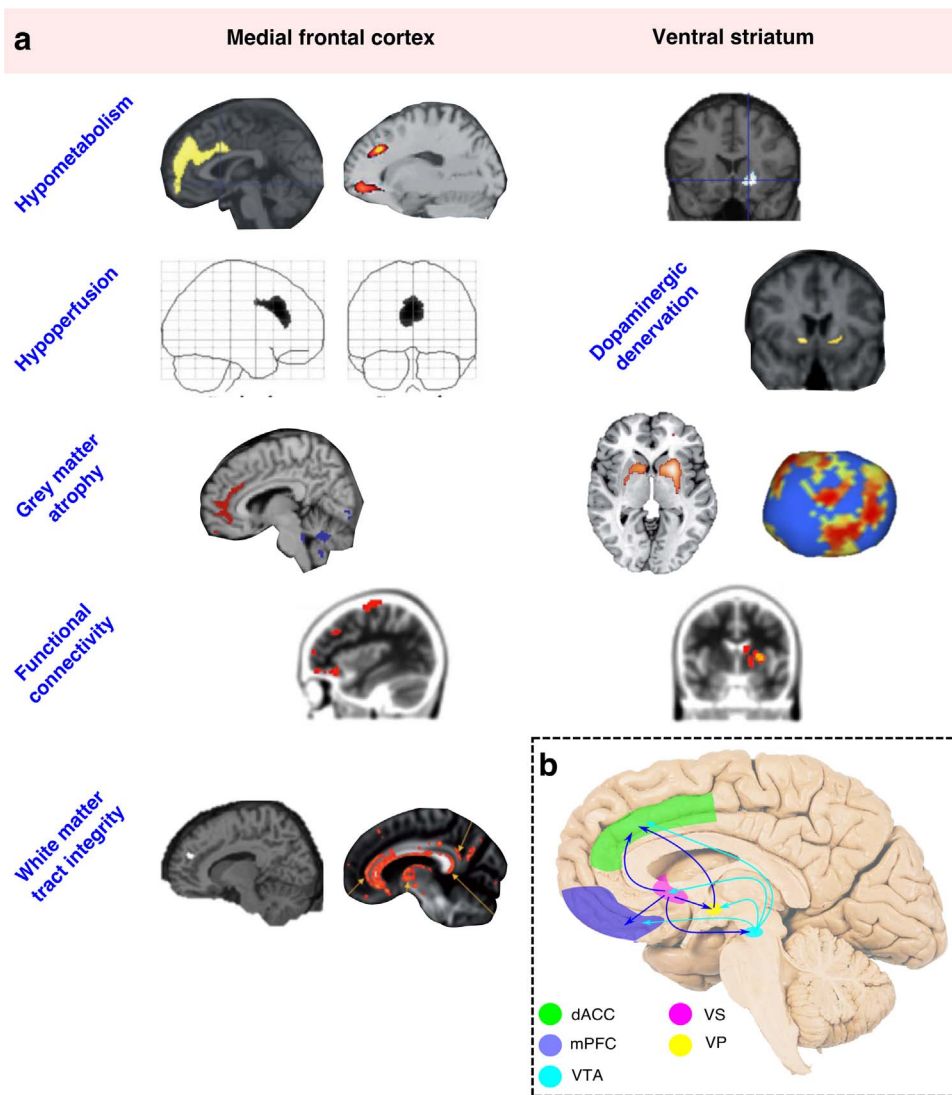 a
Medial frontal cortex
Ventral striatum
Hypometabolism
Hypoperfusion
Dopaminergic
denervation
Grey matter
atrophy
Functional
connectivity
White matter
tract integrity
b
dACC
VS
mPFC
VP
VTA